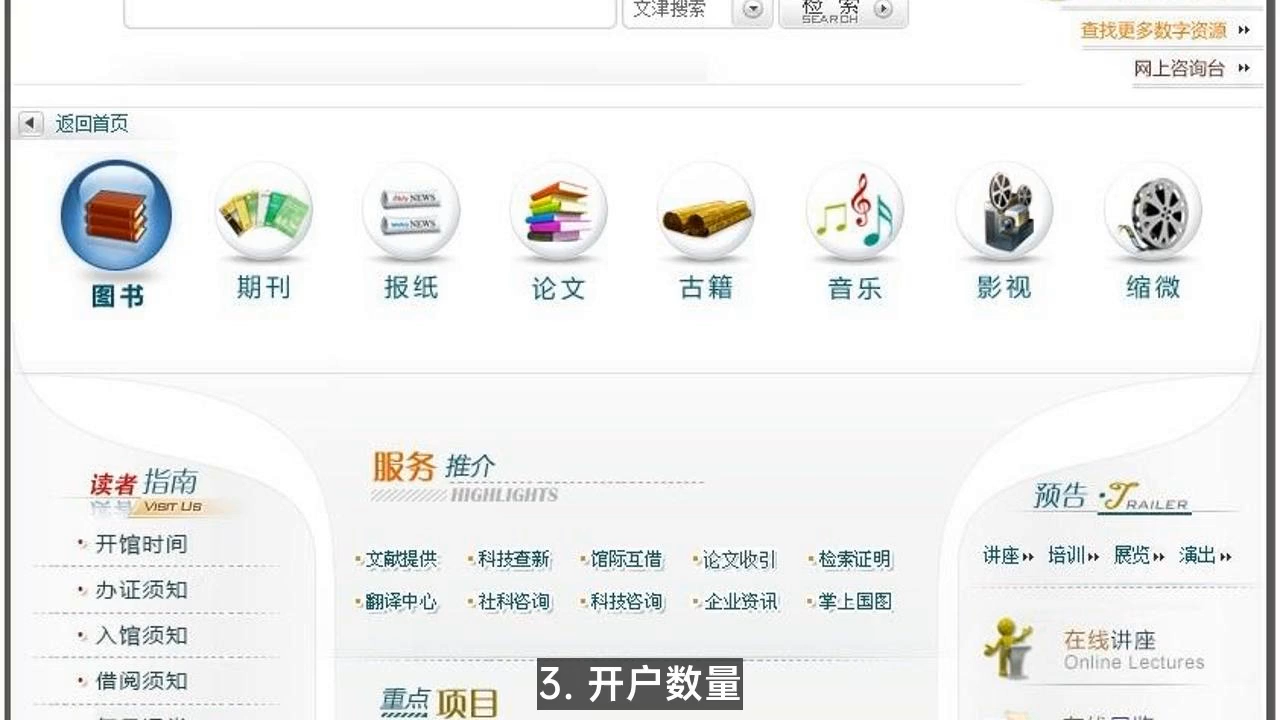 文津搜索
检 索
SEARCH
查找更多数字资源
网上咨询台
返回首页
NEWS
NEWS
图书 期刊 报纸 论文 古籍 音乐 影视 缩微
读者指南
VISIT US
开馆时间
办证须知
入馆须知
借阅须知
服务推介
HIGHLIGHTS
文献提供 科技查新 馆际互借 论文收引 检索证明
翻译中心 社科咨询 科技咨询 企业资讯 掌上国图
重点项目
预告 TRAILER
讲座 培训 展览 演出
在线讲座
Online Lectures
3. 开户数量